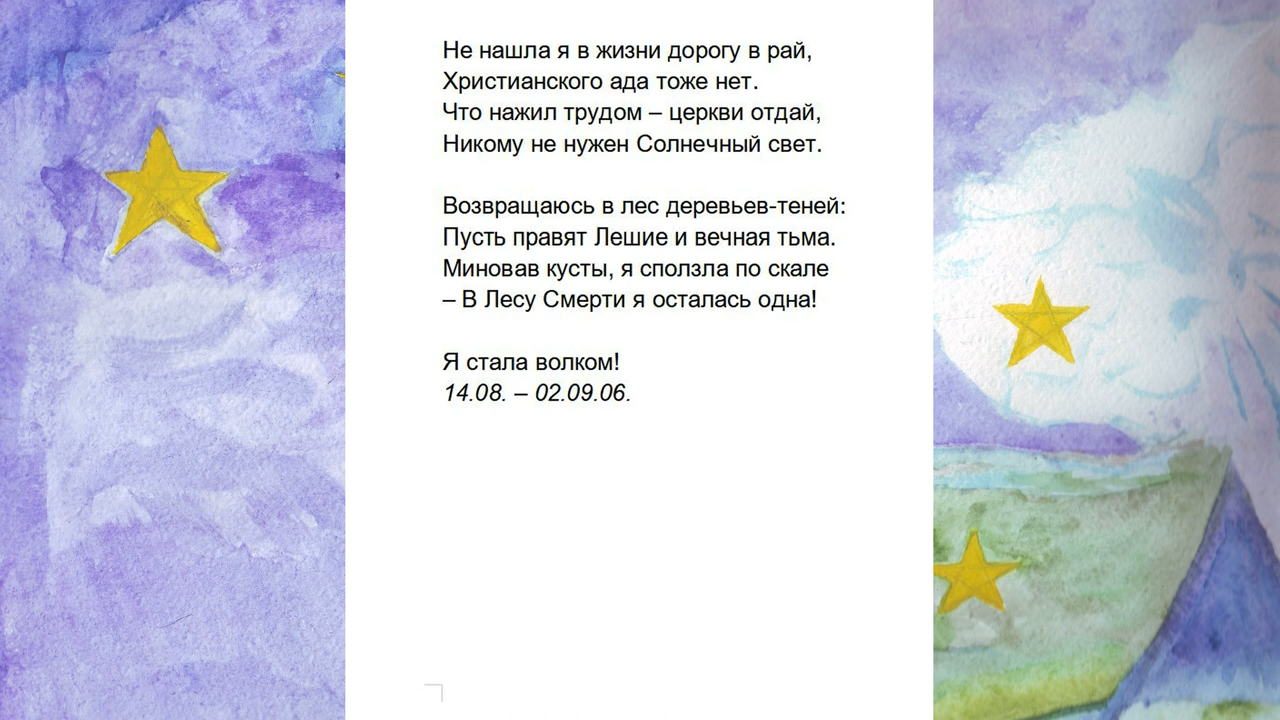 Не нашла я в жизни дорогу в рай,
Христианского ада тоже нет.
Что нажил трудом – церкви отдай,
Никому не нужен Солнечный свет.
Возвращаюсь в лес деревьев-теней:
Пусть правят Лешие и вечная тьма.
Миновав кусты, я сползла по скале
– В Лесу Смерти я осталась одна!
Я стала волком!
14.08. – 02.09.06.